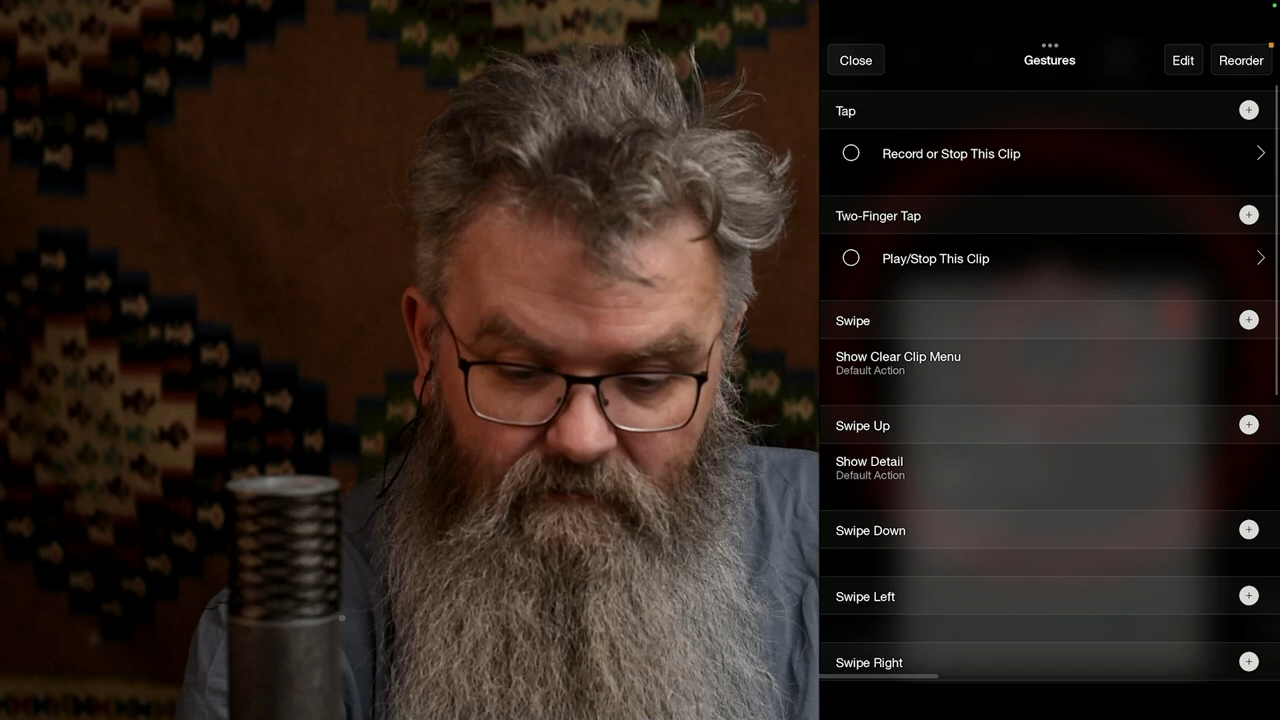 Close
Gestures
Edit
Reorder
Tap
Record or Stop This Clip
Two-Finger Tap
Play/Stop This Clip
Swipe
Show Clear Clip Menu
Default Action
Swipe Up
Show Detail
Default Action
Swipe Down
Swipe Left
Swipe Right